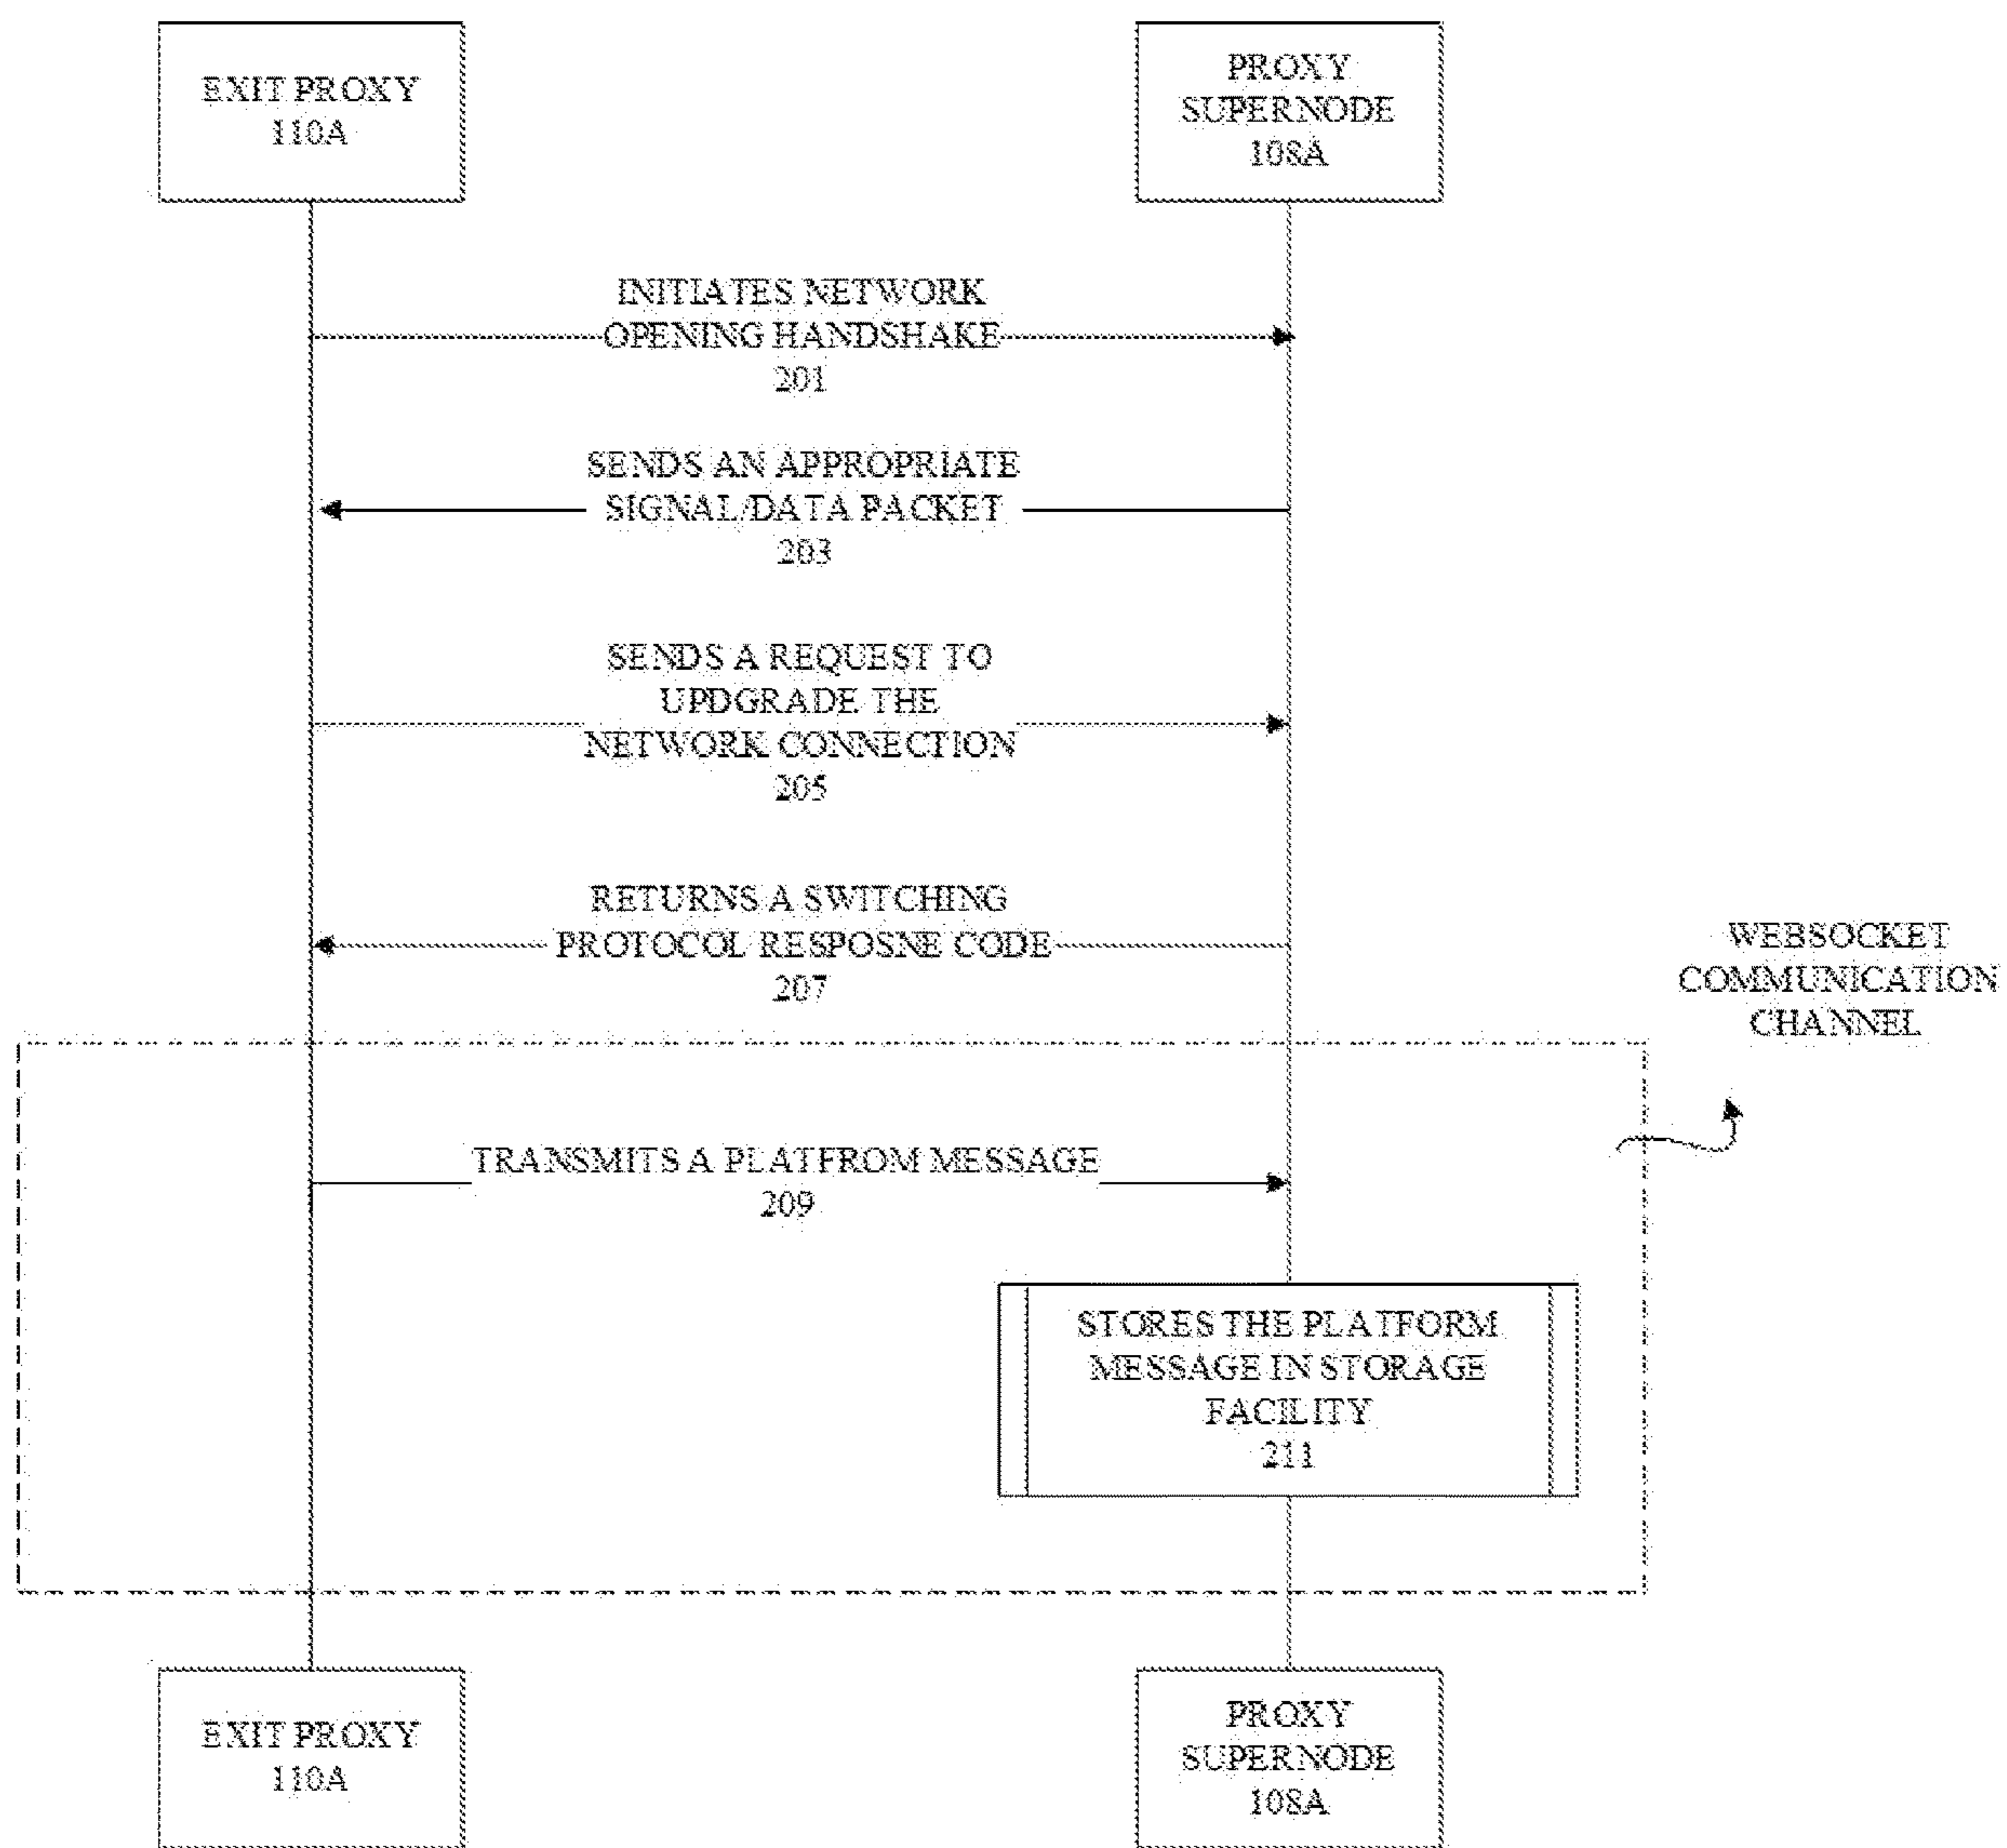 EXIT PROXY
110A
PROXY
SUPERNODE
108A
INITIATES NETWORK
OPENING HANDSHAKE
201
SENDS AN APPROPRIATE
SIGNAL/DATA PACKET
203
SENDS A REQUEST TO
UPDGRADE THE
NETWORK CONNECTION
205
RETURNS A SWITCHING
PROTOCOL RESPOSNE CODE
207
WEBSOCKET
COMMUNICATION
CHANNEL
TRANSMITS A PLATFROM MESSAGE
209
STORES THE PLATFORM
MESSAGE IN STORAGE
FACILITY
211
EXIT PROXY
110A
PROXY
SUPERNODE
108A